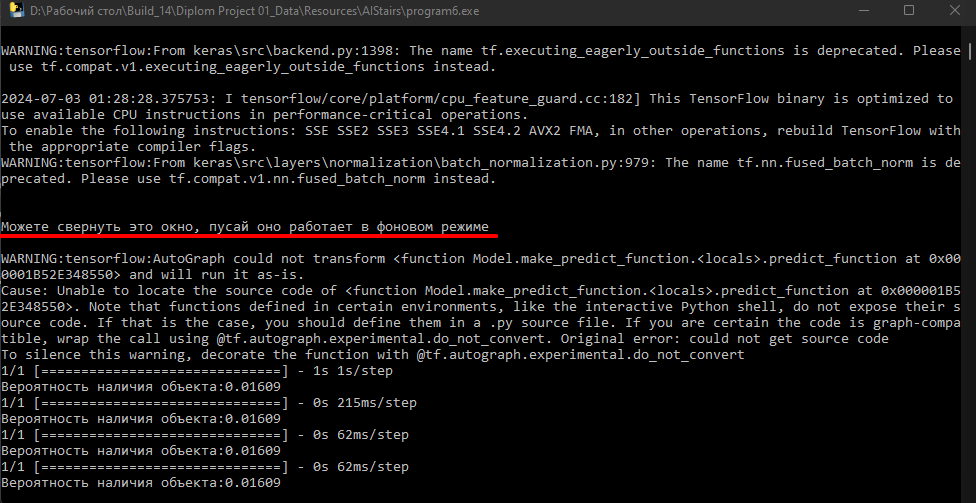 D:\Рабочий стол\Build_14\Diplom Project 01_Data\Resources\AIStairs\program6.exe
WARNING:tensorflow:From keras\src\backend.py:1398: The name tf.executing_eagerly_outside_functions is deprecated. Please
 use tf.compat.v1.executing_eagerly_outside_functions instead.
2024-07-03 01:28:28.375753: I tensorflow/core/platform/cpu_feature_guard.cc:182] This TensorFlow binary is optimized to
use available CPU instructions in performance-critical operations.
To enable the following instructions: SSE SSE2 SSE3 SSE4.1 SSE4.2 AVX2 FMA, in other operations, rebuild TensorFlow with
 the appropriate compiler flags.
WARNING:tensorflow:From keras\src\layers\normalization\batch_normalization.py:979: The name tf.nn.fused_batch_norm is de
precated. Please use tf.compat.v1.nn.fused_batch_norm instead.
Можете свернуть это окно, пусай оно работает в фоновом режиме
WARNING:tensorflow:AutoGraph could not transform <function Model.make_predict_function.<locals>.predict_function at 0x00
0001B52E348550> and will run it as-is.
Cause: Unable to locate the source code of <function Model.make_predict_function.<locals>.predict_function at 0x000001B5
2E348550>. Note that functions defined in certain environments, like the interactive Python shell, do not expose their s
ource code. If that is the case, you should define them in a .py source file. If you are certain the code is graph-compa
tible, wrap the call using @tf.autograph.experimental.do_not_convert. Original error: could not get source code
To silence this warning, decorate the function with @tf.autograph.experimental.do_not_convert
1/1 [==============================] - 1s 1s/step
Вероятность наличия объекта:0.01609
1/1 [==============================] - 0s 215ms/step
Вероятность наличия объекта:0.01609
1/1 [==============================] - 0s 62ms/step
Вероятность наличия объекта:0.01609
1/1 [==============================] - 0s 62ms/step
Вероятность наличия объекта:0.01609